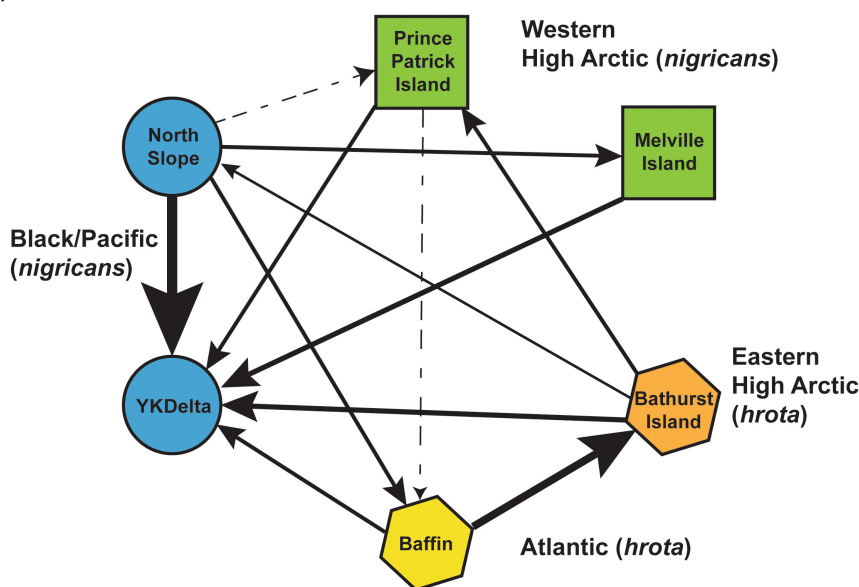 Prince
Patrick
Island
Western
High Arctic (nigricans)
North
Slope
Melville
Island
Black/Pacific
(nigricans)
YKDelta
Bathurst
Island
Eastern
High Arctic
(hrota)
Baffin
Atlantic (hrota)